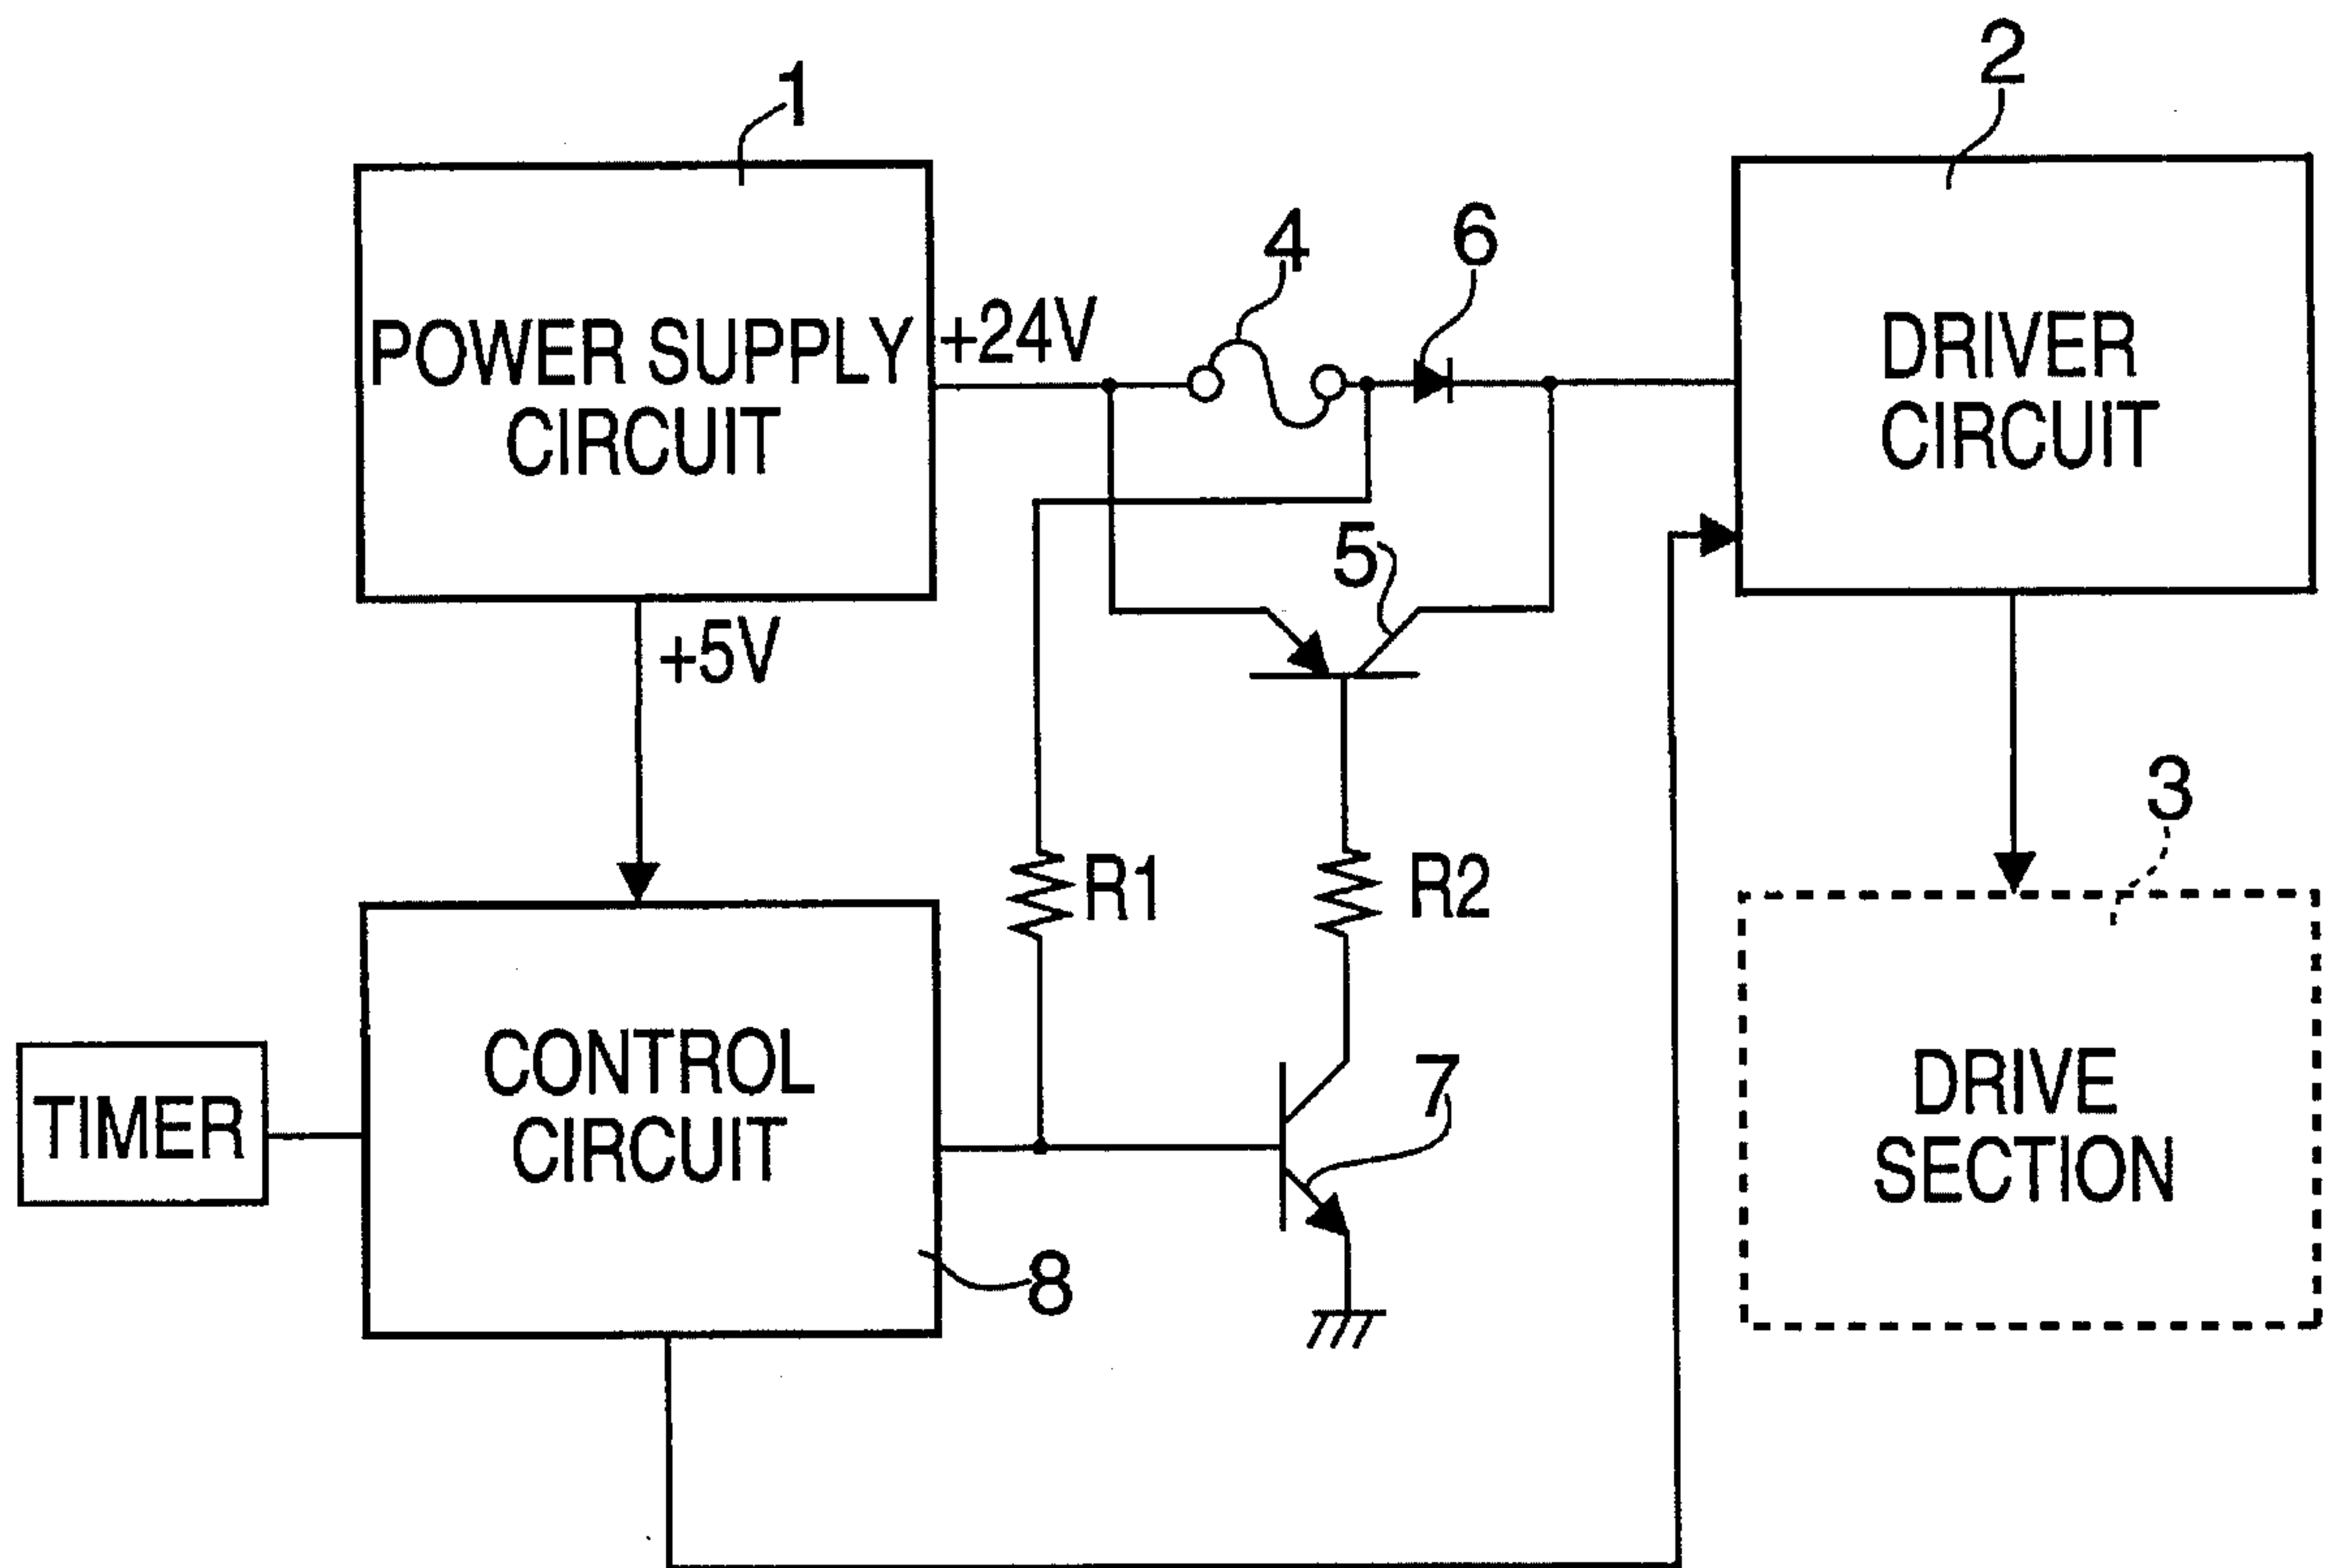 1
2
4
6
POWER SUPPLY
CIRCUIT
+24V
DRIVER
CIRCUIT
5
+5V
3
R1
R2
TIMER
CONTROL
CIRCUIT
7
DRIVE
SECTION
8